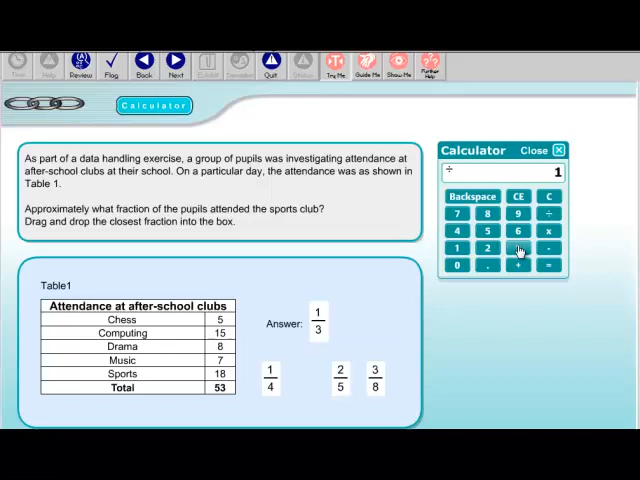 Time Help Review Flag Back Next Exhibit Quit Status Try Me Guide Me Show Me Further Help
Calculator
As part of a data handling exercise, a group of pupils was investigating attendance at
after-school clubs at their school. On a particular day, the attendance was as shown in
Table 1.
Approximately what fraction of the pupils attended the sports club?
Drag and drop the closest fraction into the box.
Calculator Close
÷ 1
Backspace CE C
7 8 9 ÷
4 5 6 x
1 2 -
0 . + =
Table1
Attendance at after-school clubs
Chess 5
Computing 15
Drama 8
Music 7
Sports 18
Total 53
Answer: 1/3
1/4 2/5 3/8